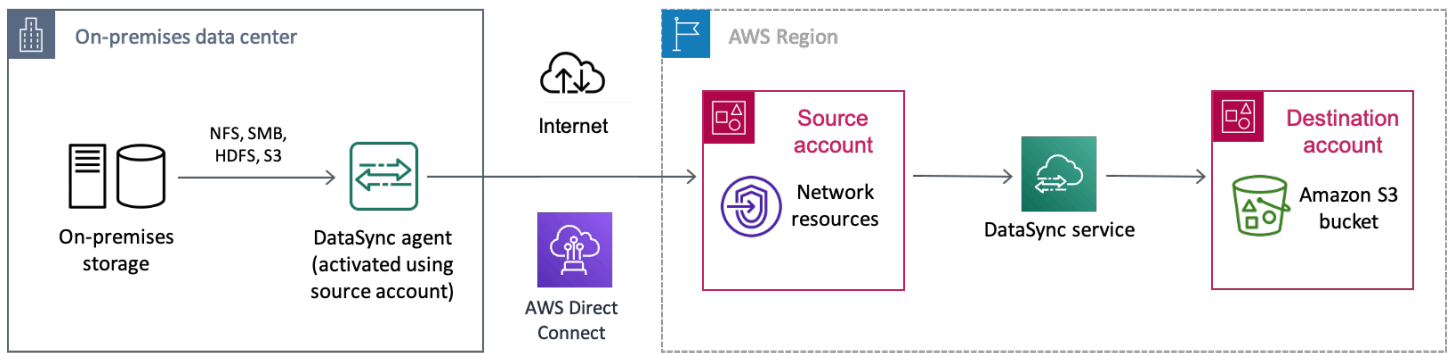 On-premises data center
NFS, SMB,
HDFS, S3
On-premises
storage
DataSync agent
(activated using
source account)
Internet
AWS Direct
Connect
AWS Region
Source
account
Network
resources
DataSync service
Destination
account
Amazon S3
bucket